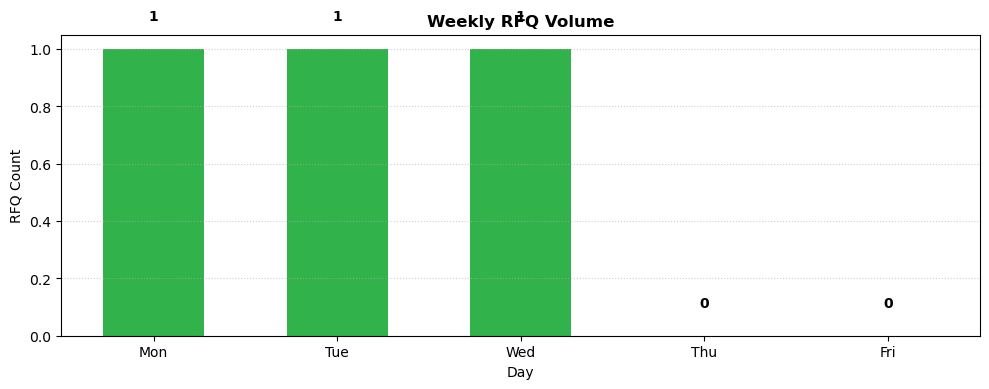 1 1 1
Weekly RFQ Volume
1.0
0.8
0.6
0.4
0.2
0.0
RFQ Count
0 0
Mon Tue Wed Thu Fri
Day